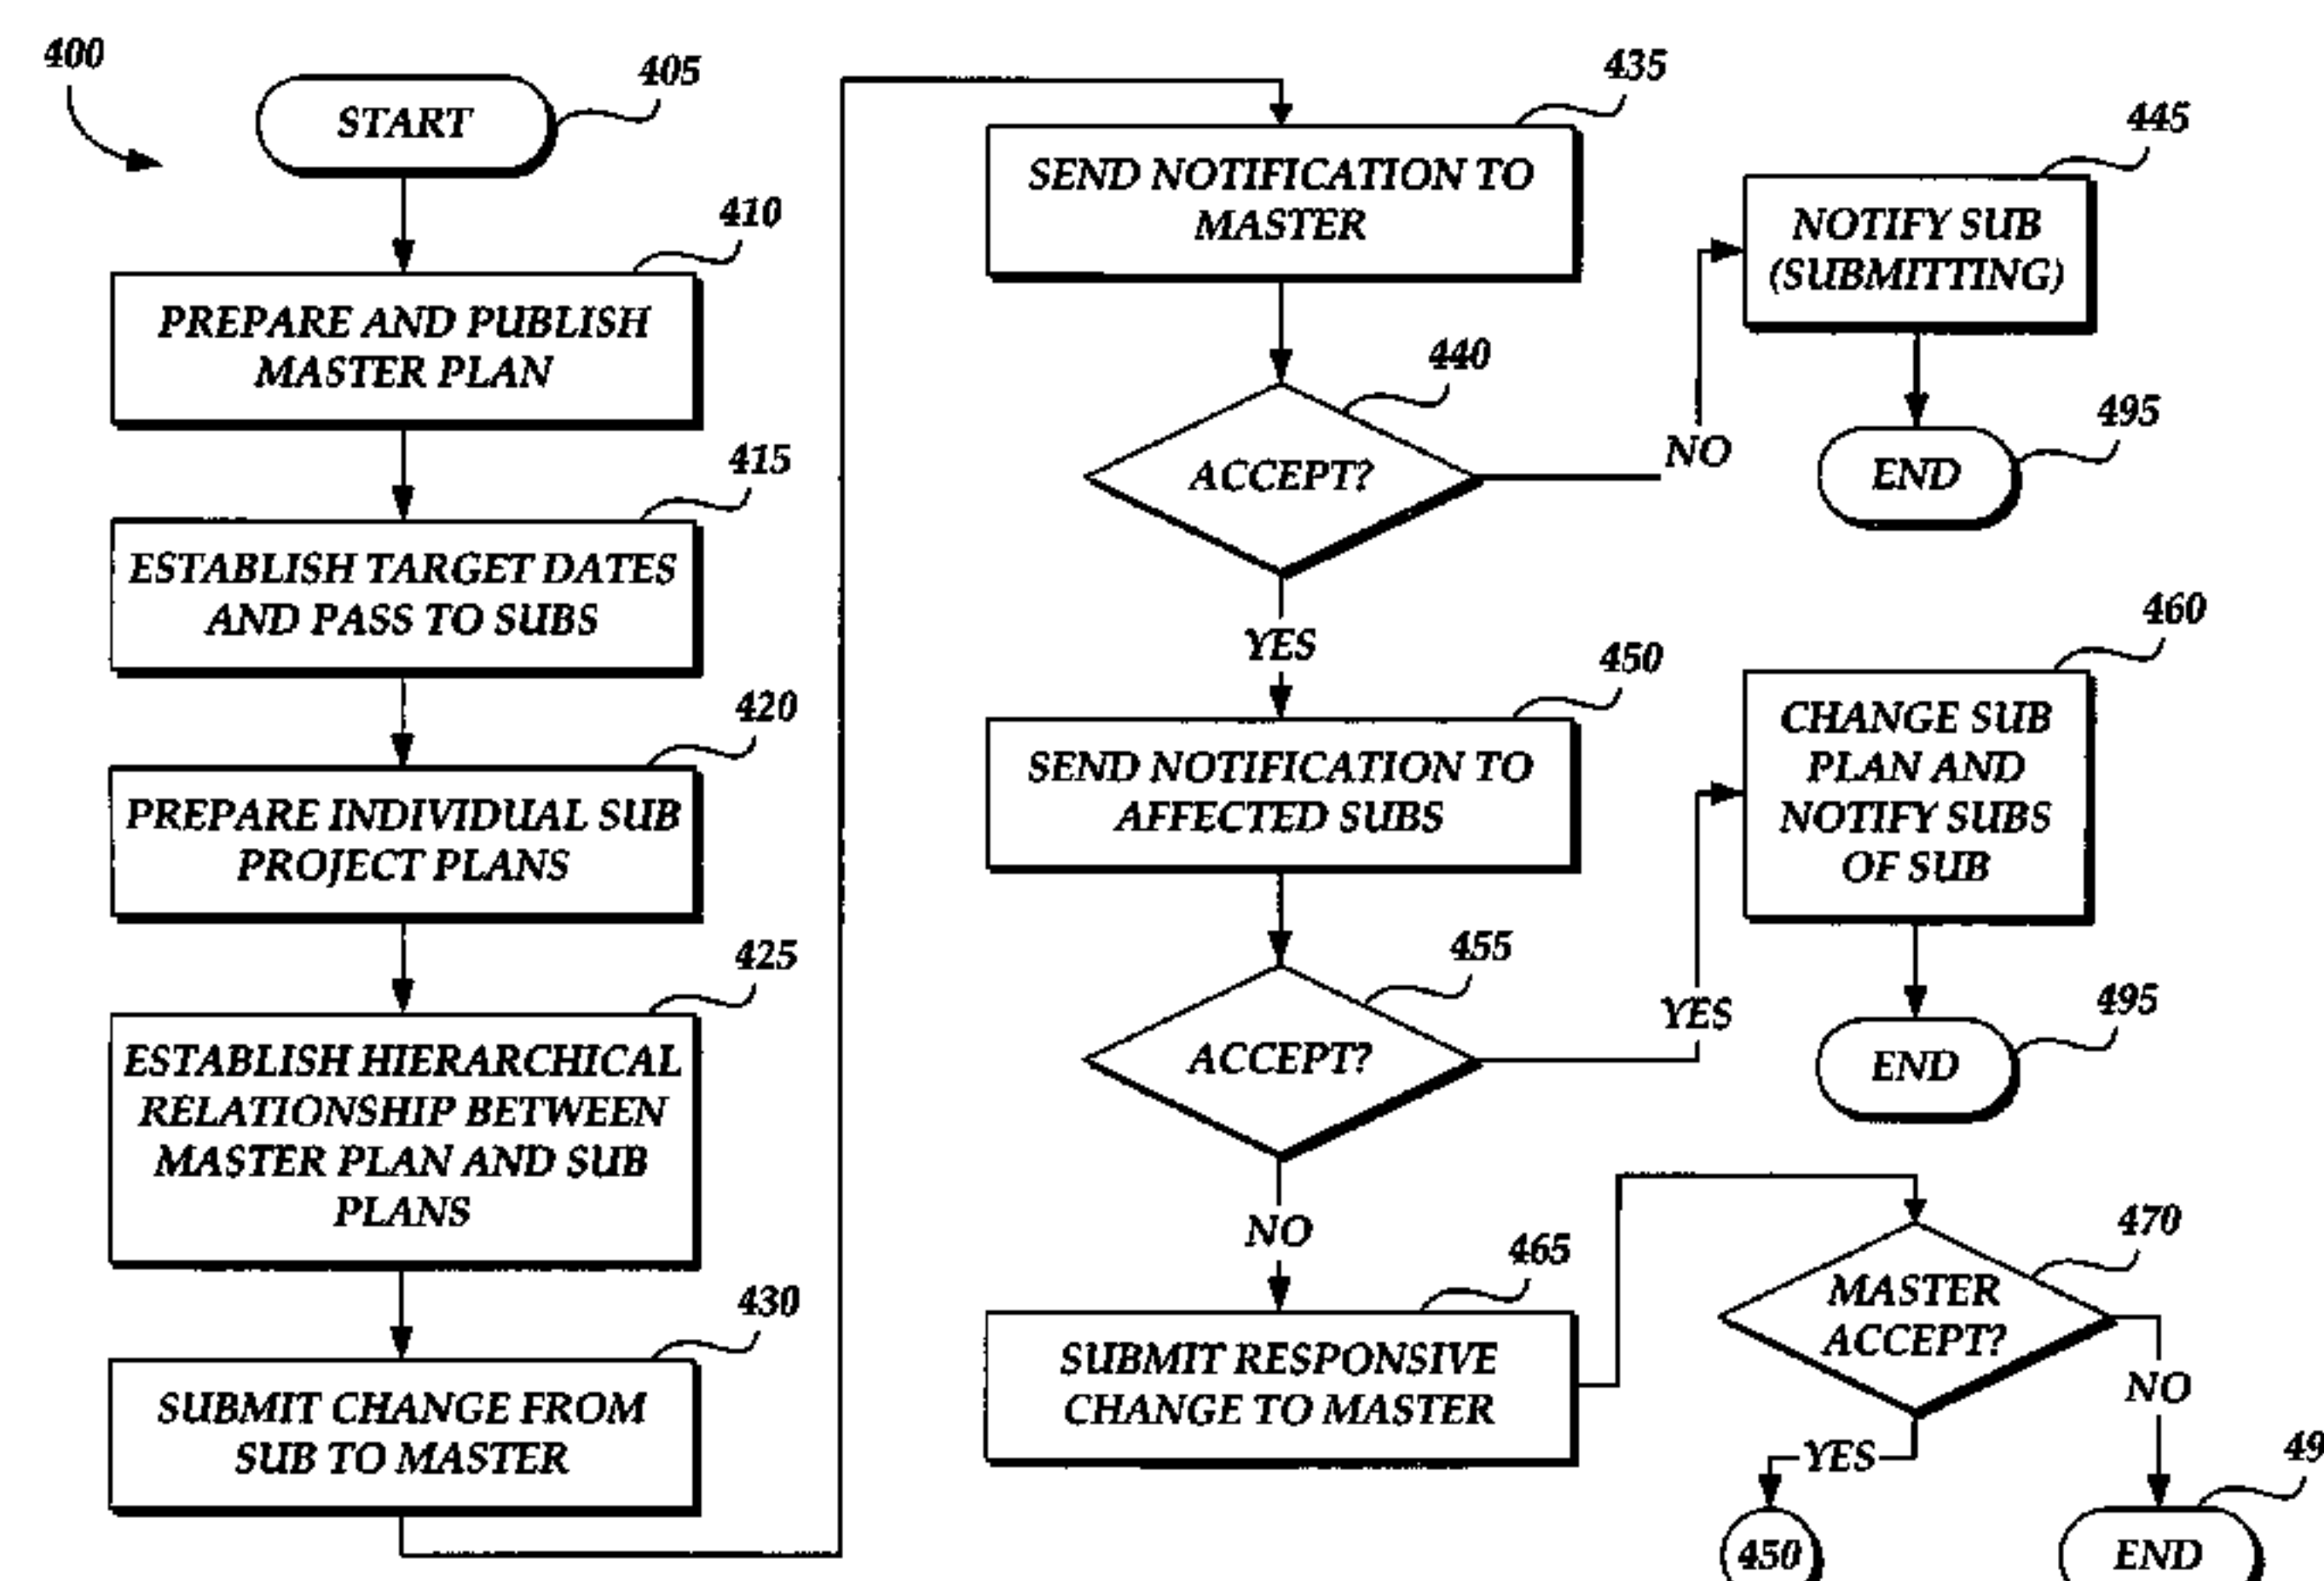 400
START
405
410
PREPARE AND PUBLISH
MASTER PLAN
415
ESTABLISH TARGET DATES
AND PASS TO SUBS
420
PREPARE INDIVIDUAL SUB
PROJECT PLANS
425
ESTABLISH HIERARCHICAL
RELATIONSHIP BETWEEN
MASTER PLAN AND SUB
PLANS
430
SUBMIT CHANGE FROM
SUB TO MASTER
435
SEND NOTIFICATION TO
MASTER
440
ACCEPT?
NO
445
NOTIFY SUB
(SUBMITTING)
495
END
YES
450
SEND NOTIFICATION TO
AFFECTED SUBS
455
ACCEPT?
YES
460
CHANGE SUB
PLAN AND
NOTIFY SUBS
OF SUB
495
END
NO
465
SUBMIT RESPONSIVE
CHANGE TO MASTER
470
MASTER
ACCEPT?
NO
YES
450
END